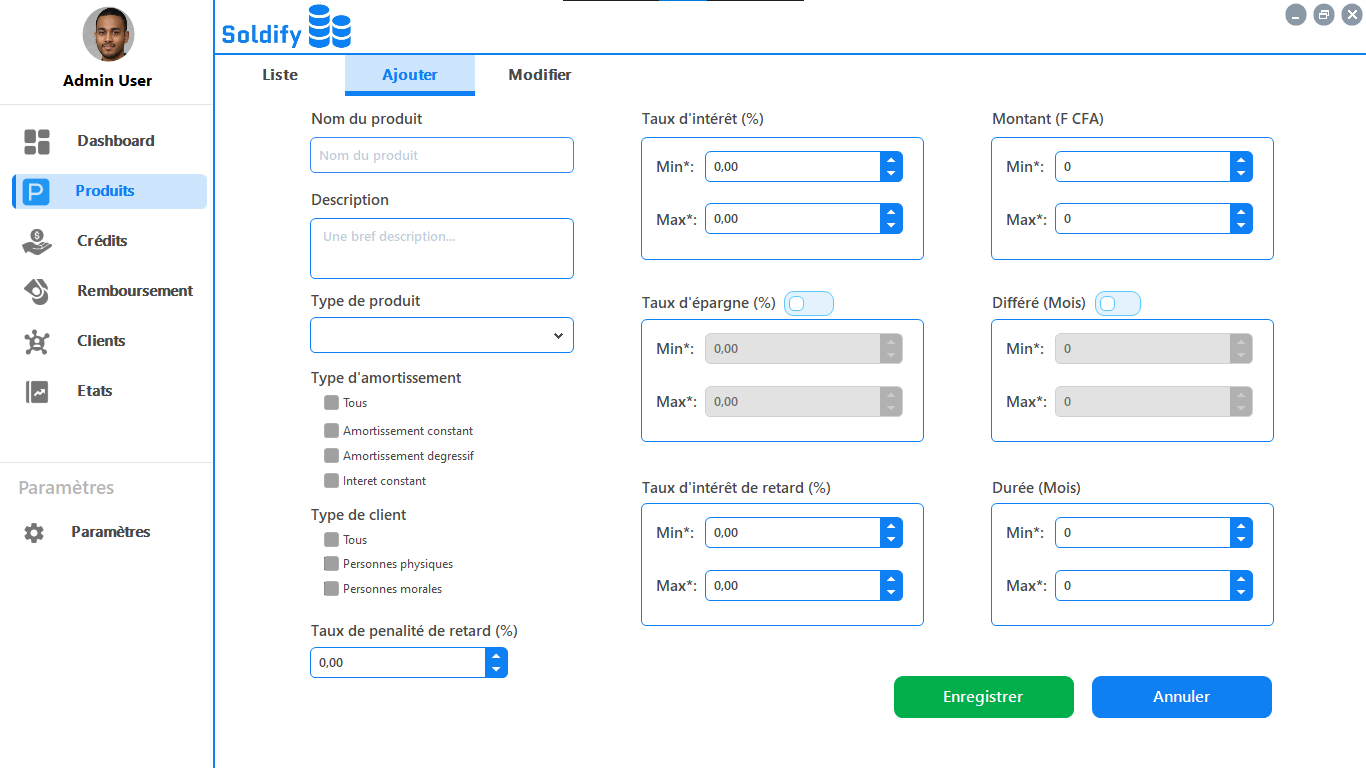 Soldify
Admin User
Dashboard
Produits
Crédits
Remboursement
Clients
Etats
Paramètres
Paramètres
Liste
Ajouter
Modifier
Nom du produit
Nom du produit
Description
Une bref description...
Type de produit
Type d'amortissement
Tous
Amortissement constant
Amortissement degressif
Interet constant
Type de client
Tous
Personnes physiques
Personnes morales
Taux de penalité de retard (%)
0,00
Taux d'intérêt (%)
Min*: 0,00
Max*: 0,00
Taux d'épargne (%)
Min*: 0,00
Max*: 0,00
Taux d'intérêt de retard (%)
Min*: 0,00
Max*: 0,00
Montant (F CFA)
Min*: 0
Max*: 0
Différé (Mois)
Min*: 0
Max*: 0
Durée (Mois)
Min*: 0
Max*: 0
Enregistrer
Annuler